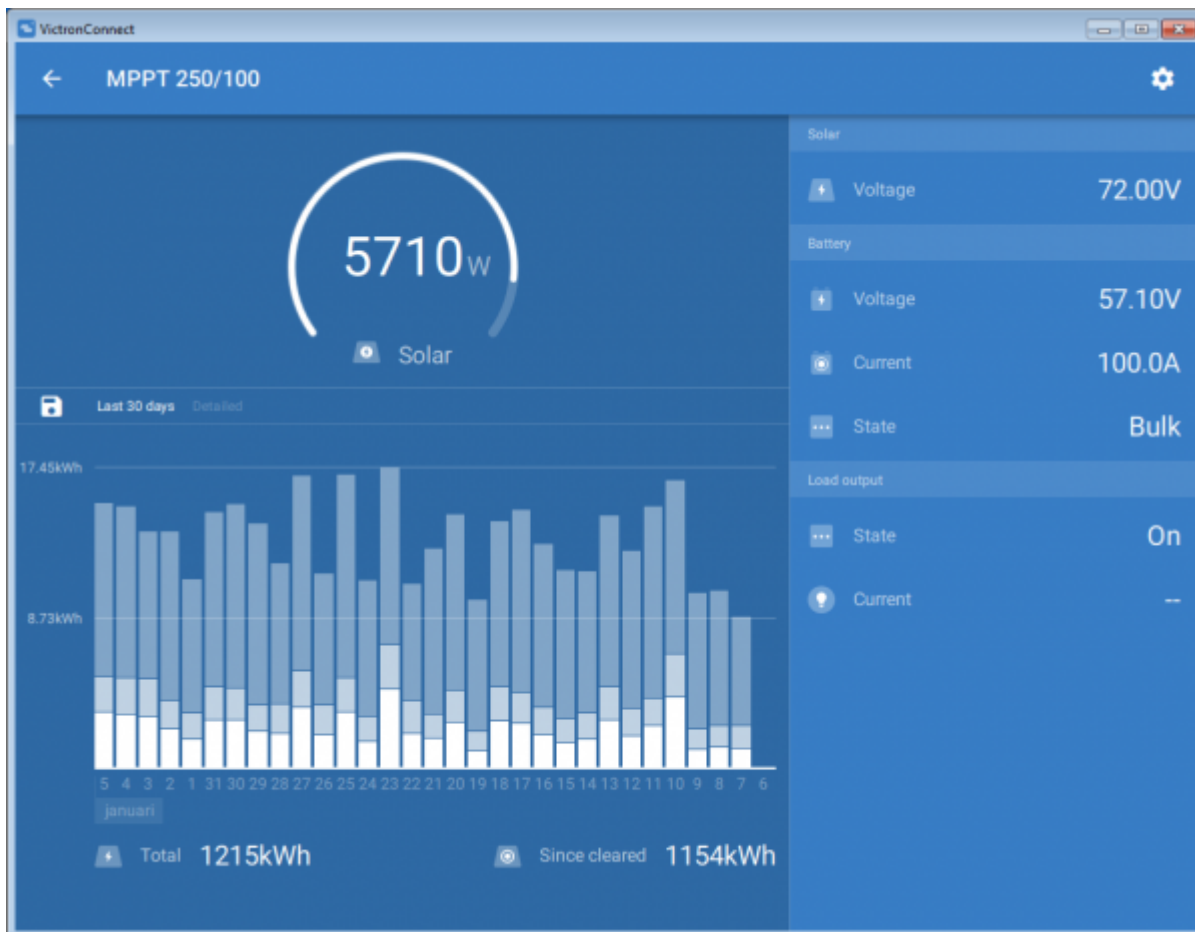 VictronConnect
MPPT 250/100
5710W
Solar
Last 30 days Detailed
17.45kWh
8.73kWh
5 4 3 2 1 31 30 29 28 27 26 25 24 23 22 21 20 19 18 17 16 15 14 13 12 11 10 9 8 7 6
januari
Total 1215kWh Since cleared 1154kWh
Solar
Voltage 72.00V
Battery
Voltage 57.10V
Current 100.0A
State Bulk
Load output
State On
Current --